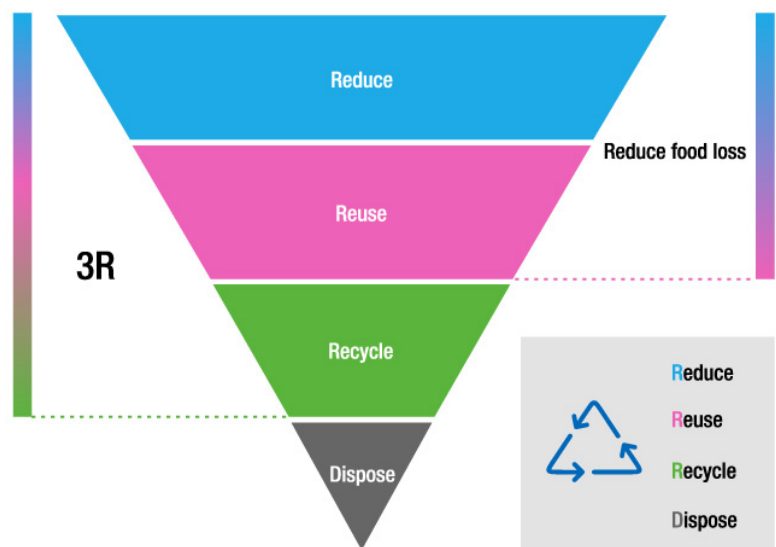 Reduce
Reduce food loss
Reuse
3R
Recycle
Dispose
Reduce
Reuse
Recycle
Dispose